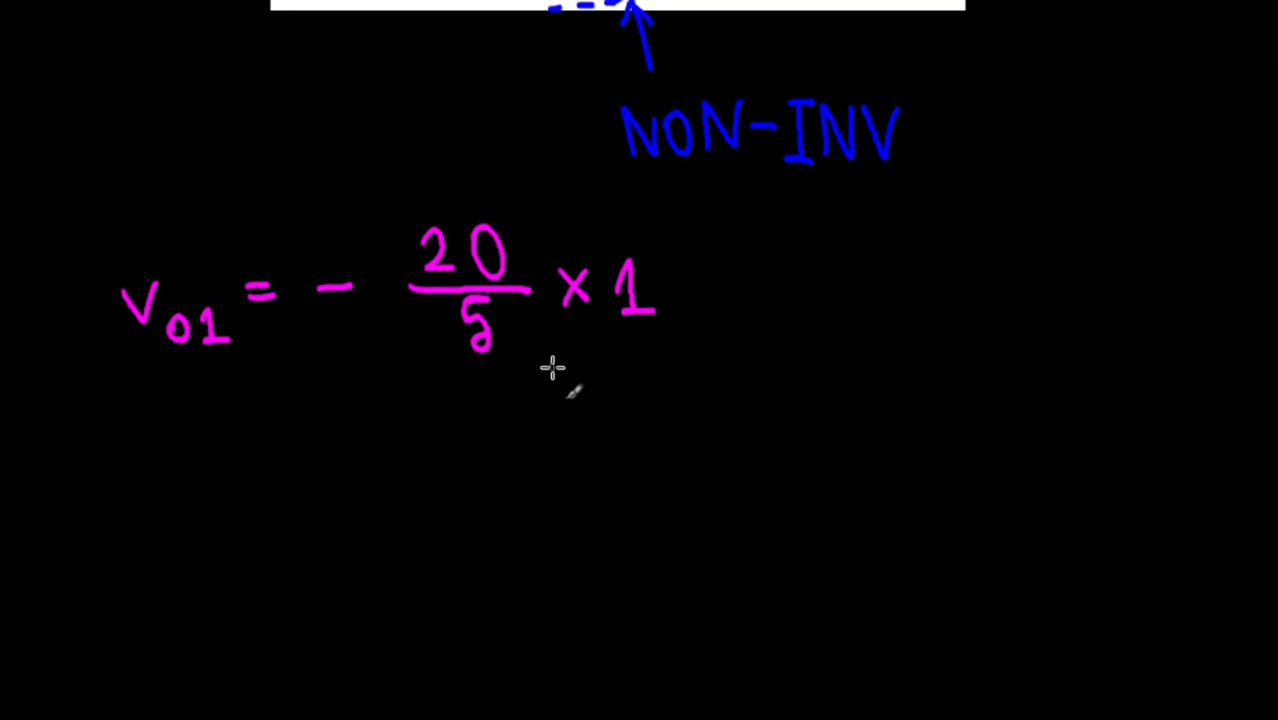 NON-INV
v01 = - 20/5 × 1